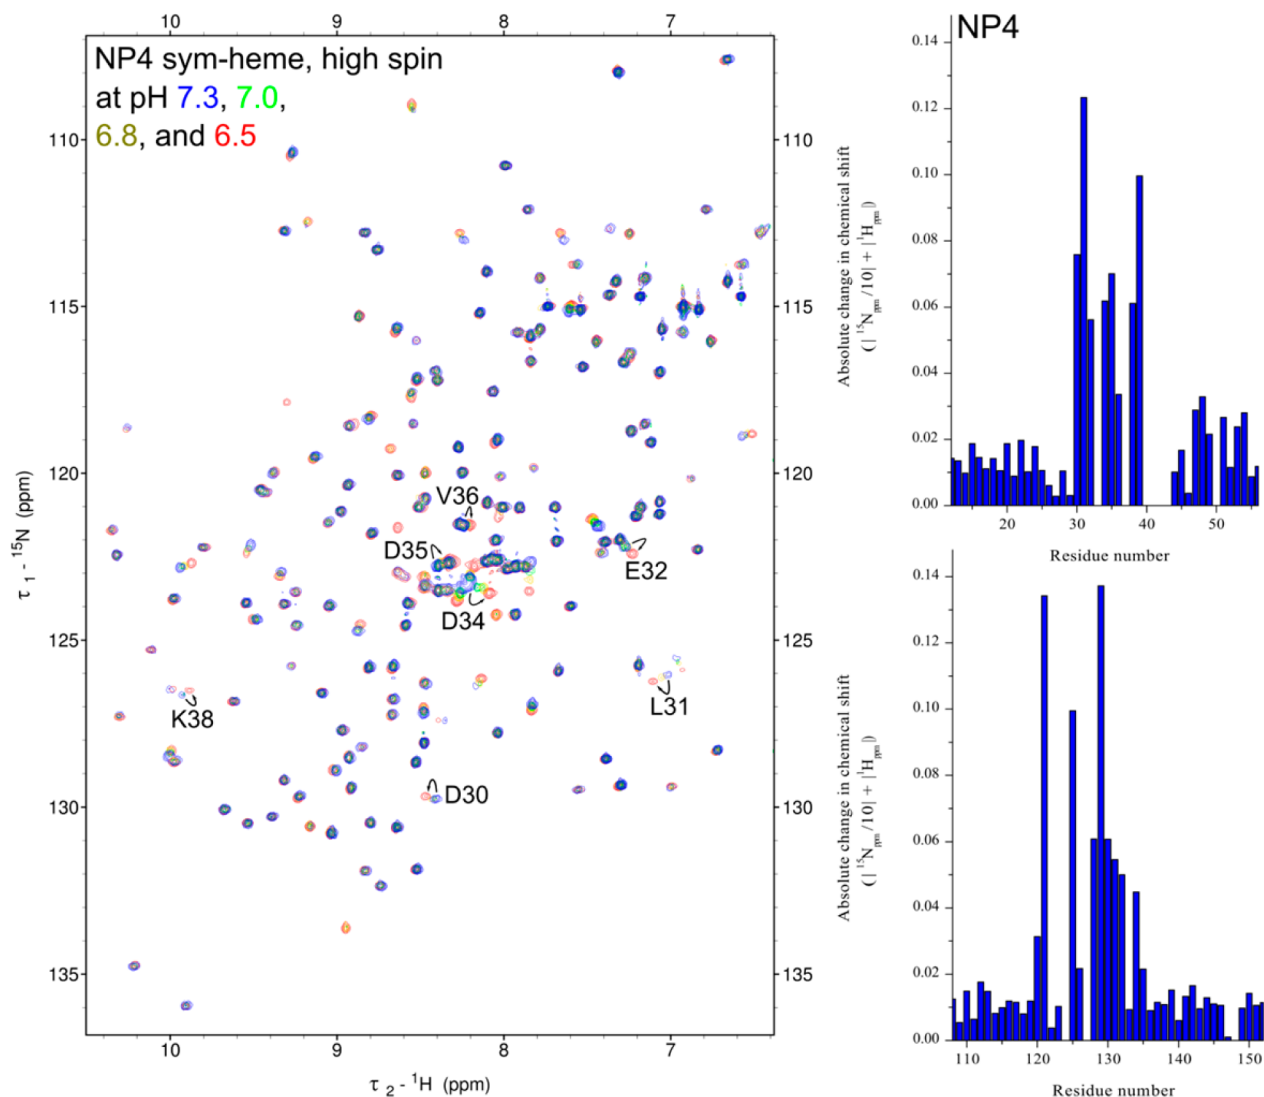 10 9 8 7
NP4 sym-heme, high spin
at pH 7.3, 7.0,
6.8, and 6.5
110 110
115 115
120 120
125 125
130 130
135 135
V36
D35
E32
D34
L31
K38
D30
10 9 8 7
τ 2 - 1H (ppm)
τ 1 - 15N (ppm)
NP4
0.14
0.12
0.10
0.08
0.06
0.04
0.02
0.00
20 30 40 50
Residue number
Absolute change in chemical shift
(| 15Nppm /10| + |1Hppm|)
0.14
0.12
0.10
0.08
0.06
0.04
0.02
0.00
110 120 130 140 150
Residue number
Absolute change in chemical shift
(| 15Nppm /10| + |1Hppm|)